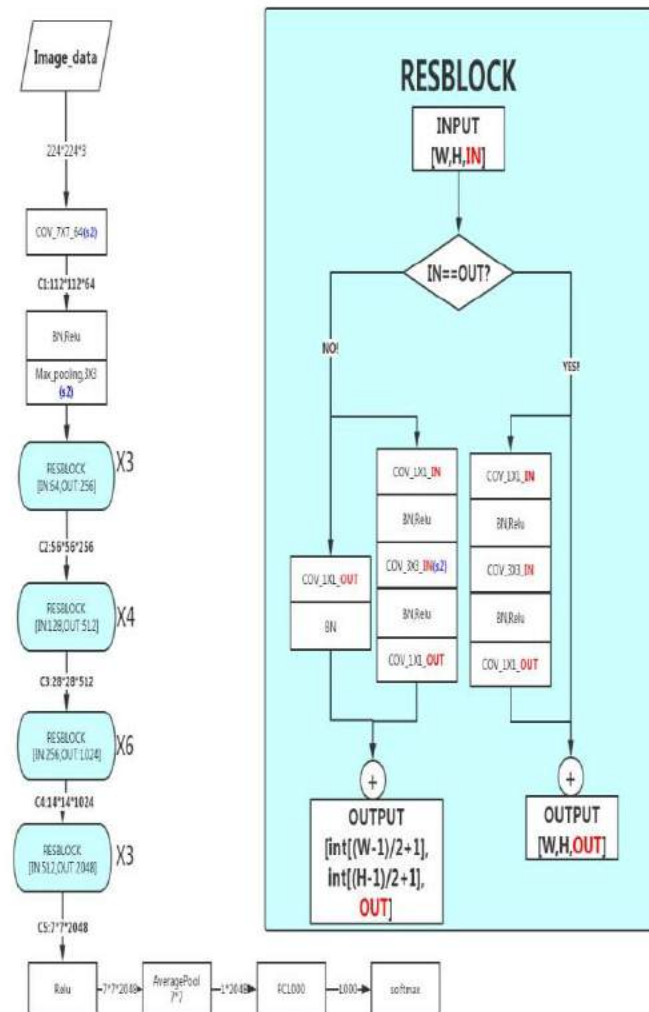 Image_data
224*224*3
COV_7X7_64(s2)
C1:112*112*64
BN,Relu
Max_pooling,3X3
(s2)
RESBLOCK
[IN:64,OUT:256]
X3
C2:56*56*256
RESBLOCK
[IN:128,OUT:512]
X4
C3:28*28*512
RESBLOCK
[IN:256,OUT:1024]
X6
C4:14*14*1024
RESBLOCK
[IN:512,OUT:2048]
X3
C5:7*7*2048
Relu
7*7*2048
AveragePool
7*7
1*2048
FC1000
1000
softmax
RESBLOCK
INPUT
[W,H,IN]
IN==OUT?
NO!
YES!
COV_1X1_OUT
BN
COV_1X1_IN
BN,Relu
COV_3X3_IN(s2)
BN,Relu
COV_1X1_OUT
COV_1X1_IN
BN,Relu
COV_3X3_IN
BN,Relu
COV_1X1_OUT
+
OUTPUT
[int[(W-1)/2+1],
int[(H-1)/2+1],
OUT]
+
OUTPUT
[W,H,OUT]